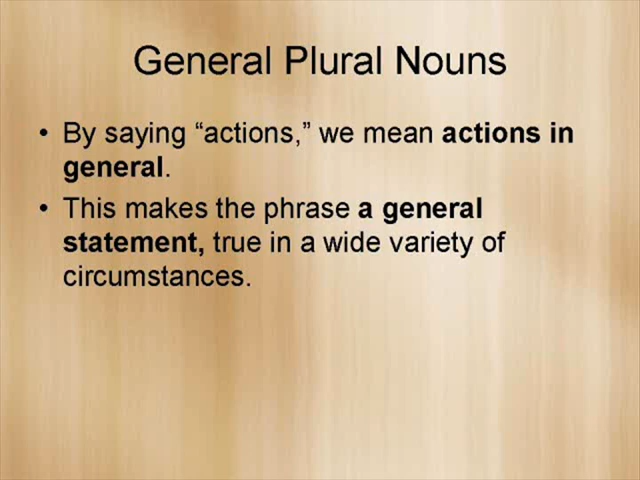 General Plural Nouns
• By saying “actions,” we mean actions in
general.
• This makes the phrase a general
statement, true in a wide variety of
circumstances.